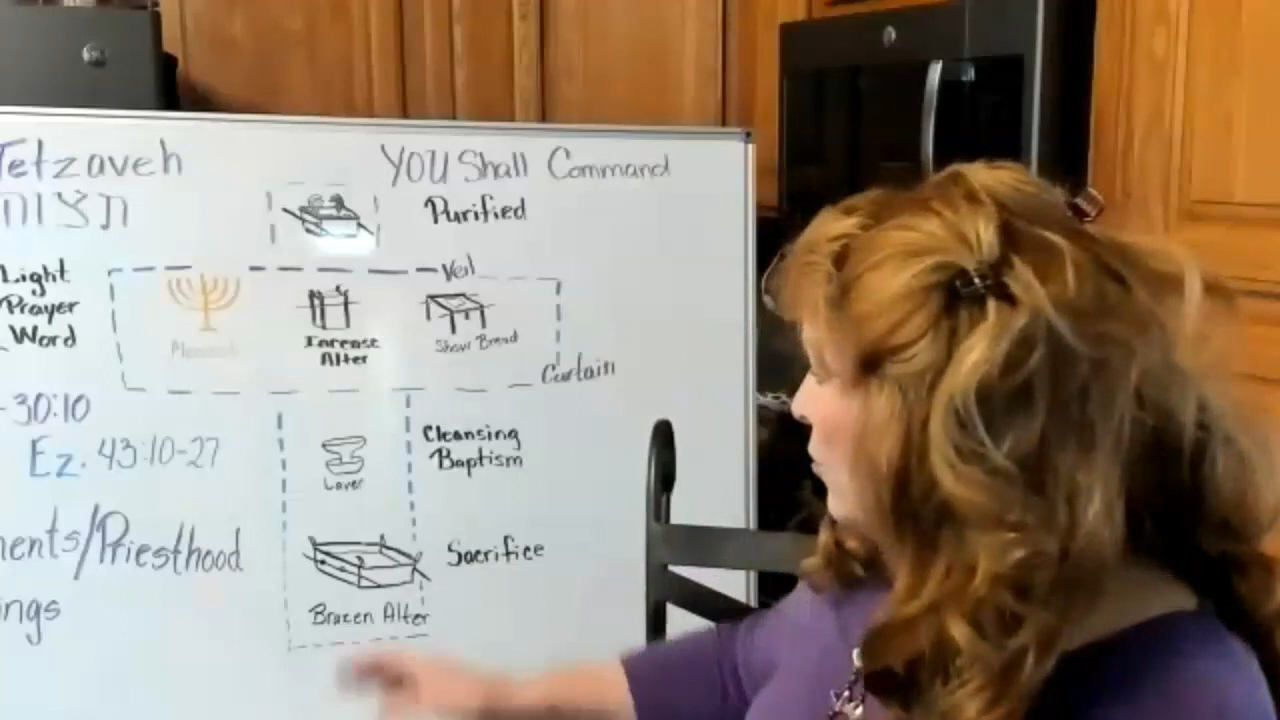 Tetzaveh
תצוה
YOU Shall Command
Purified
Light
Prayer
Word
Veil
Incense
Alter
Show Bread
Curtain
-30:10
Ez. 43:10-27
Cleansing
Baptism
Laver
ments/Priesthood
Sacrifice
ings
Brazen Alter